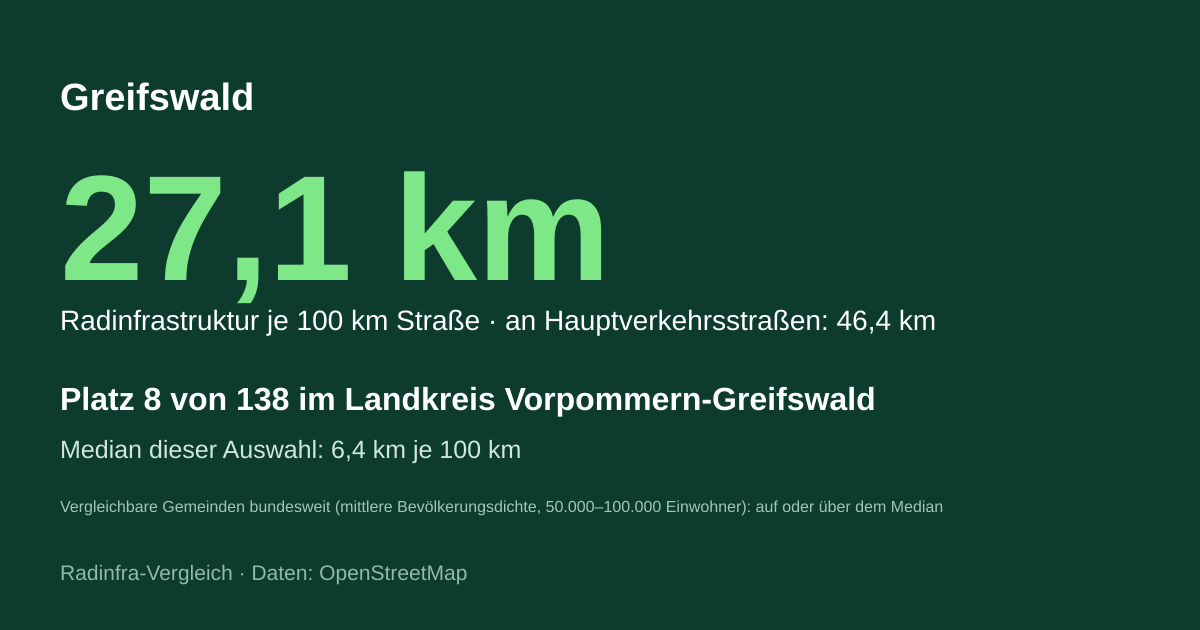 Greifswald
27,1 km
Radinfrastruktur je 100 km Straße · an Hauptverkehrsstraßen: 46,4 km
Platz 8 von 138 im Landkreis Vorpommern-Greifswald
Median dieser Auswahl: 6,4 km je 100 km
Vergleichbare Gemeinden bundesweit (mittlere Bevölkerungsdichte, 50.000–100.000 Einwohner): auf oder über dem Median
Radinfra-Vergleich · Daten: OpenStreetMap